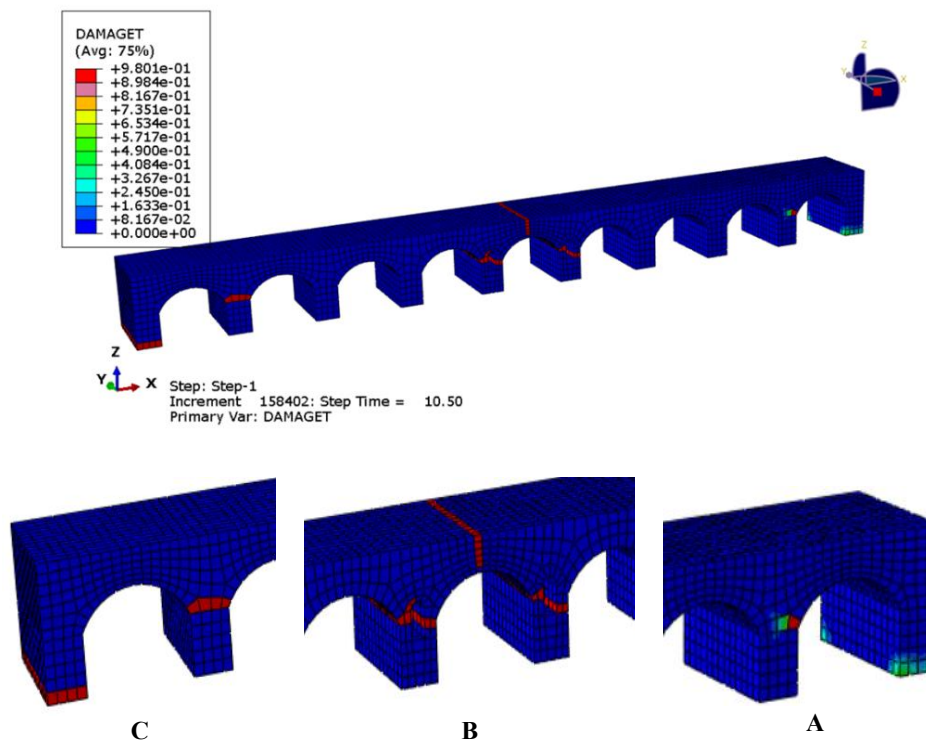 DAMAGET
(Avg: 75%)
+9.801e-01
+8.984e-01
+8.167e-01
+7.351e-01
+6.534e-01
+5.717e-01
+4.900e-01
+4.084e-01
+3.267e-01
+2.450e-01
+1.633e-01
+8.167e-02
+0.000e+00
Z
Y
X
Z
Y
X
Step: Step-1
Increment 158402: Step Time = 10.50
Primary Var: DAMAGET
C
B
A